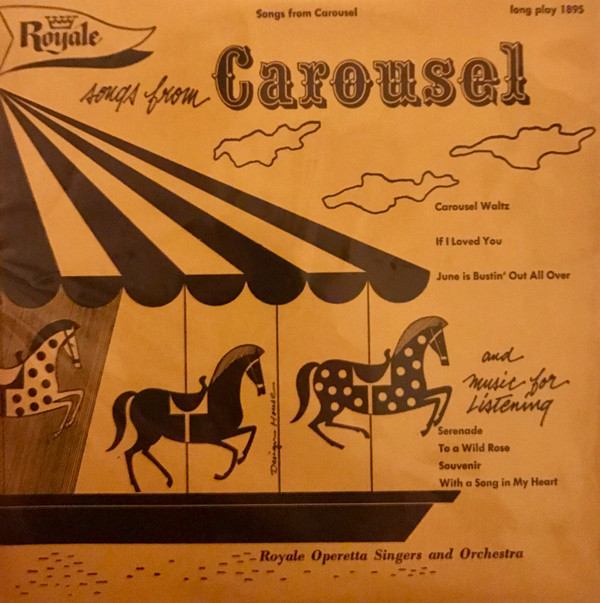 Songs from Carousel
long play 1895
Royale
songs from Carousel
Carousel Waltz
If I Loved You
June is Bustin' Out All Over
and
music for
Listening
Serenade
To a Wild Rose
Souvenir
With a Song in My Heart
Design House
Royale Operetta Singers and Orchestra